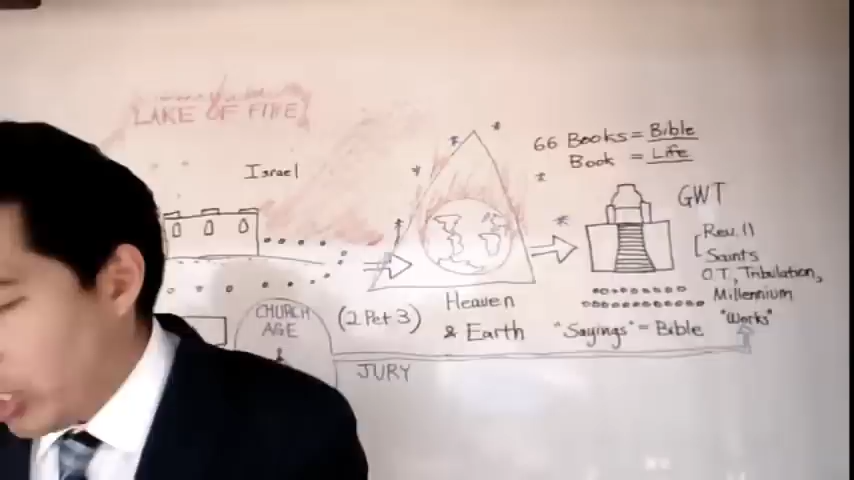 LAKE OF FIRE
Israel
66 Books = Bible
Book = Life
GWT
Rev. 11
Saints
O.T, Tribulation,
Millennium
"Works"
CHURCH
AGE
&
(2 Pet 3)
Heaven
& Earth
"Sayings" = Bible
JURY